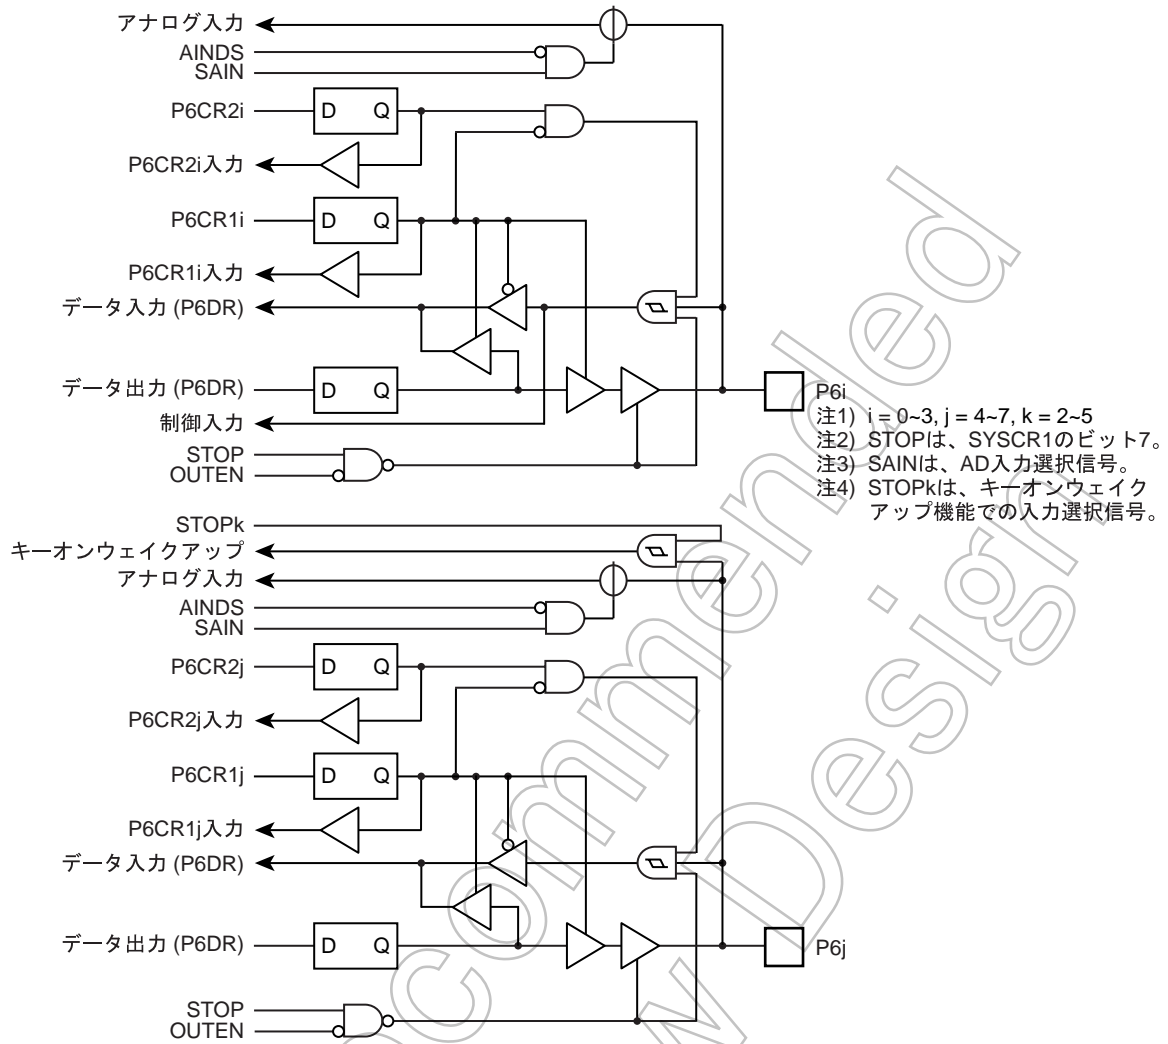 アナログ入力
AINDS
SAIN
P6CR2i
D Q
P6CR2i入力
P6CR1i
D Q
P6CR1i入力
データ入力 (P6DR)
データ出力 (P6DR)
D Q
制御入力
STOP
OUTEN
P6i
注1) i = 0~3, j = 4~7, k = 2~5
注2) STOPは、SYSCR1のビット7。
注3) SAINは、AD入力選択信号。
注4) STOPkは、キーオンウェイク
アップ機能での入力選択信号。
STOPk
キーオンウェイクアップ
アナログ入力
AINDS
SAIN
P6CR2j
D Q
P6CR2j入力
P6CR1j
D Q
P6CR1j入力
データ入力 (P6DR)
データ出力 (P6DR)
D Q
P6j
STOP
OUTEN
commended
w Design